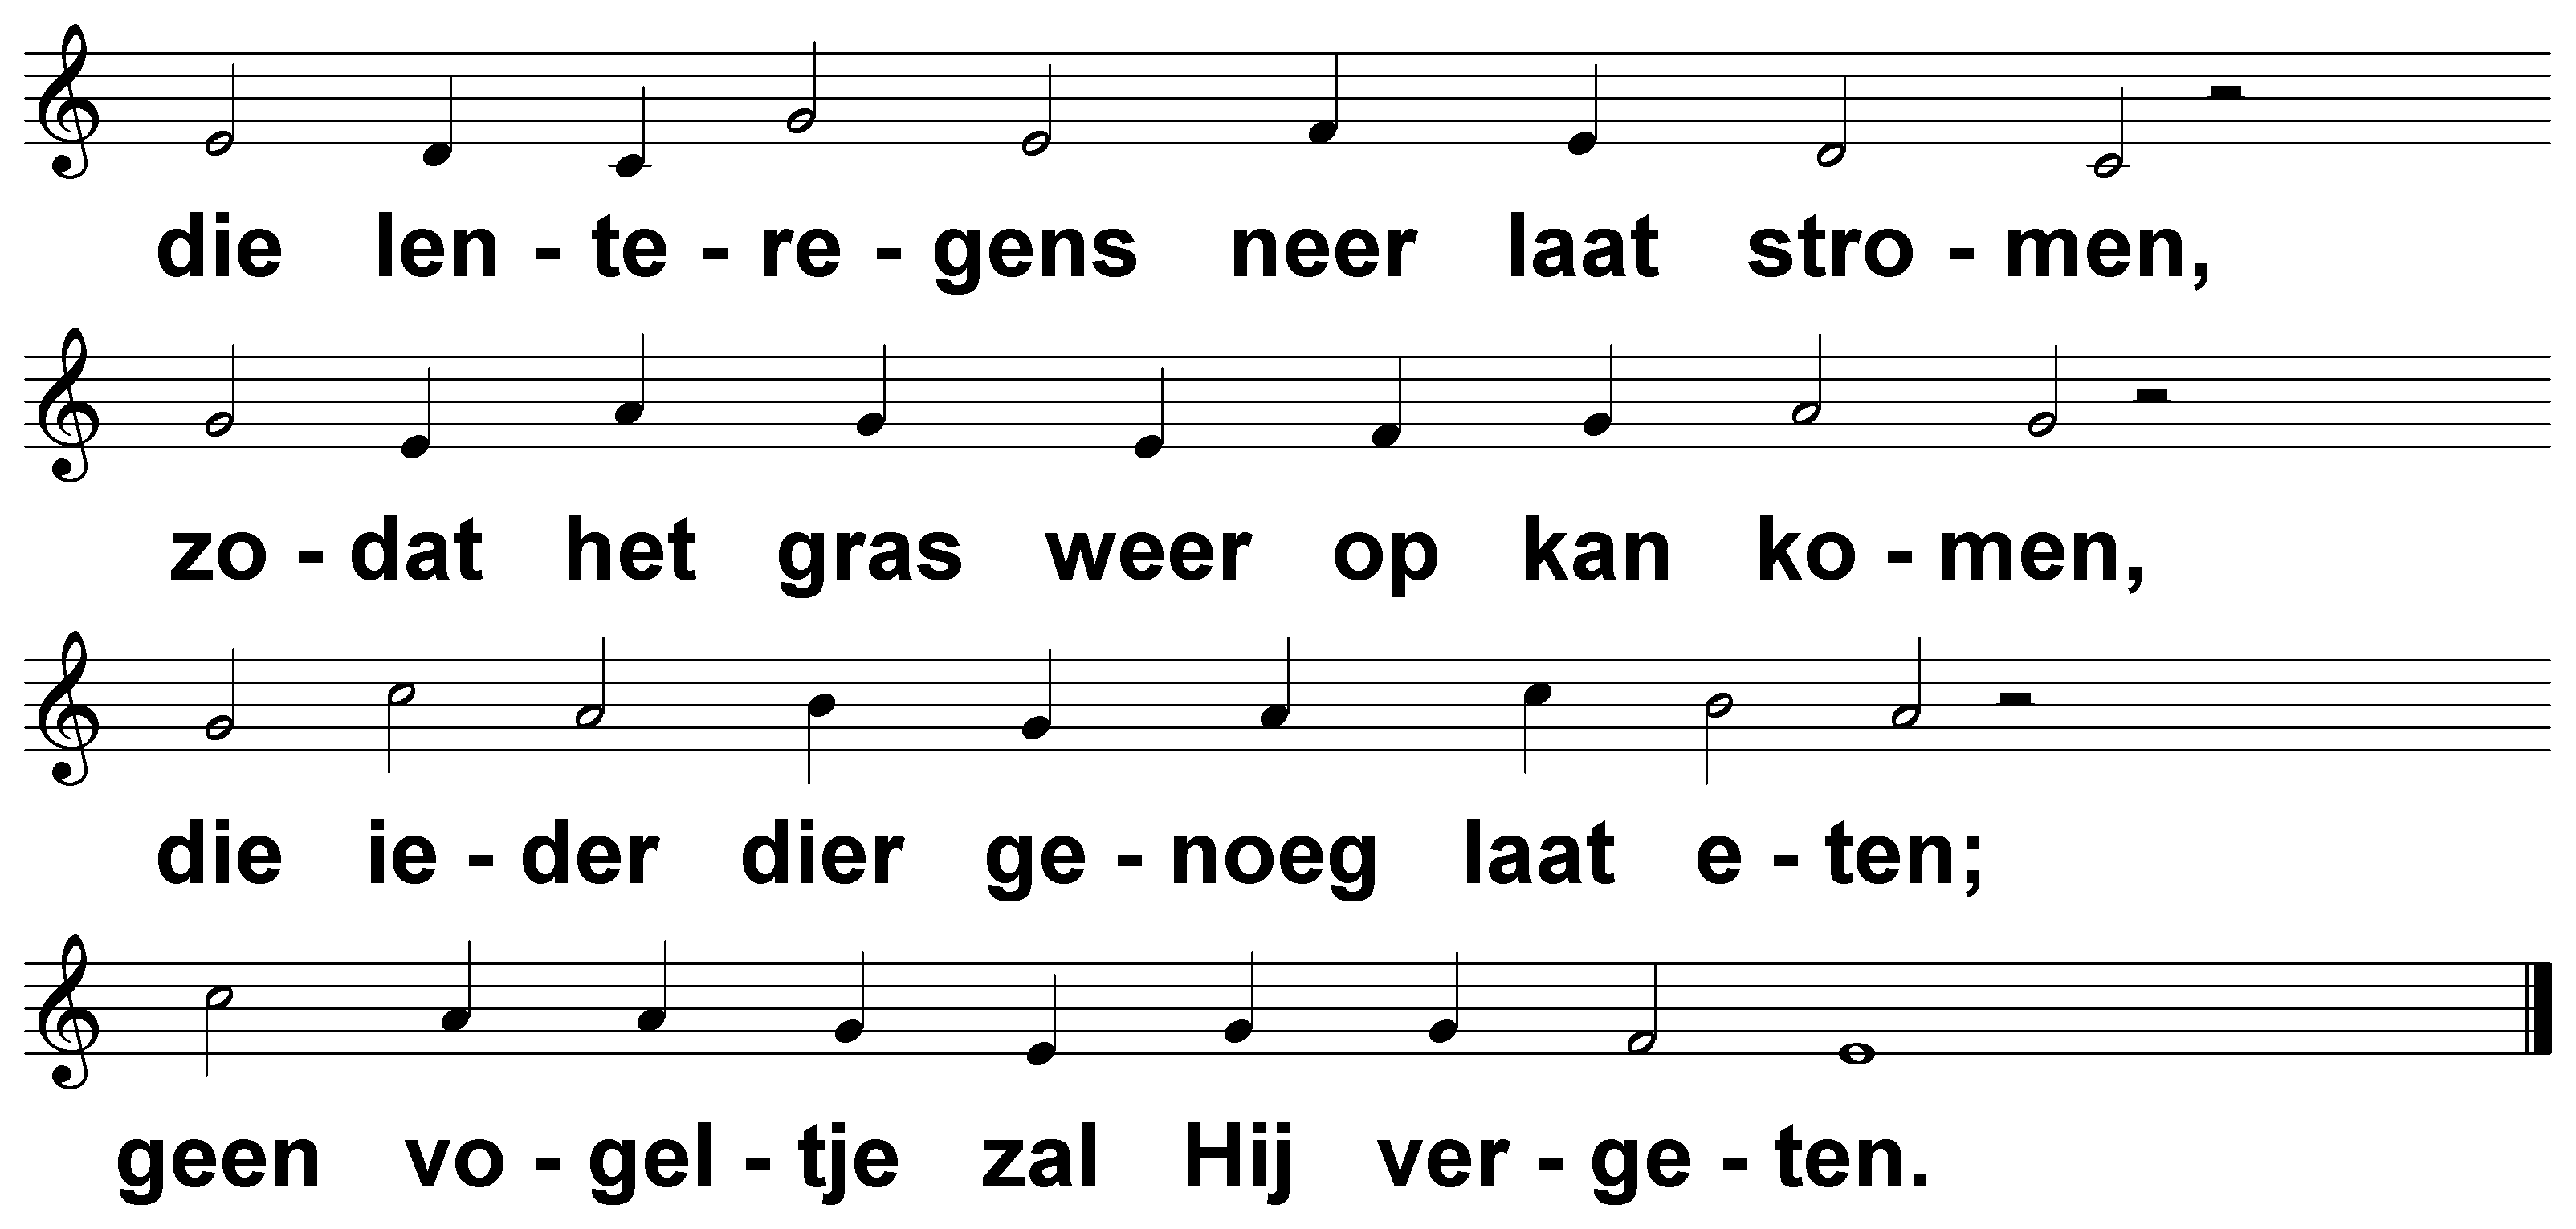 die len - te - re - gens neer laat stro - men,
zo - dat het gras weer op kan ko - men,
die ie - der dier ge - noeg laat e - ten;
geen vo - gel - tje zal Hij ver - ge - ten.